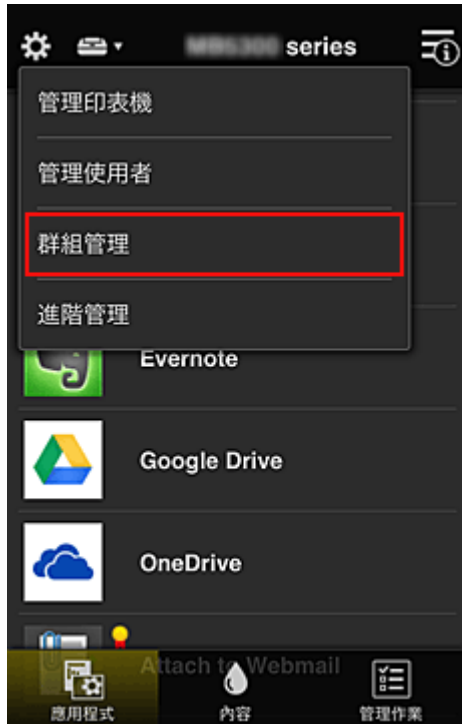 series
管理印表機
管理使用者
群組管理
進階管理
Evernote
Google Drive
OneDrive
Attach to Webmail
應用程式
內容
管理作業